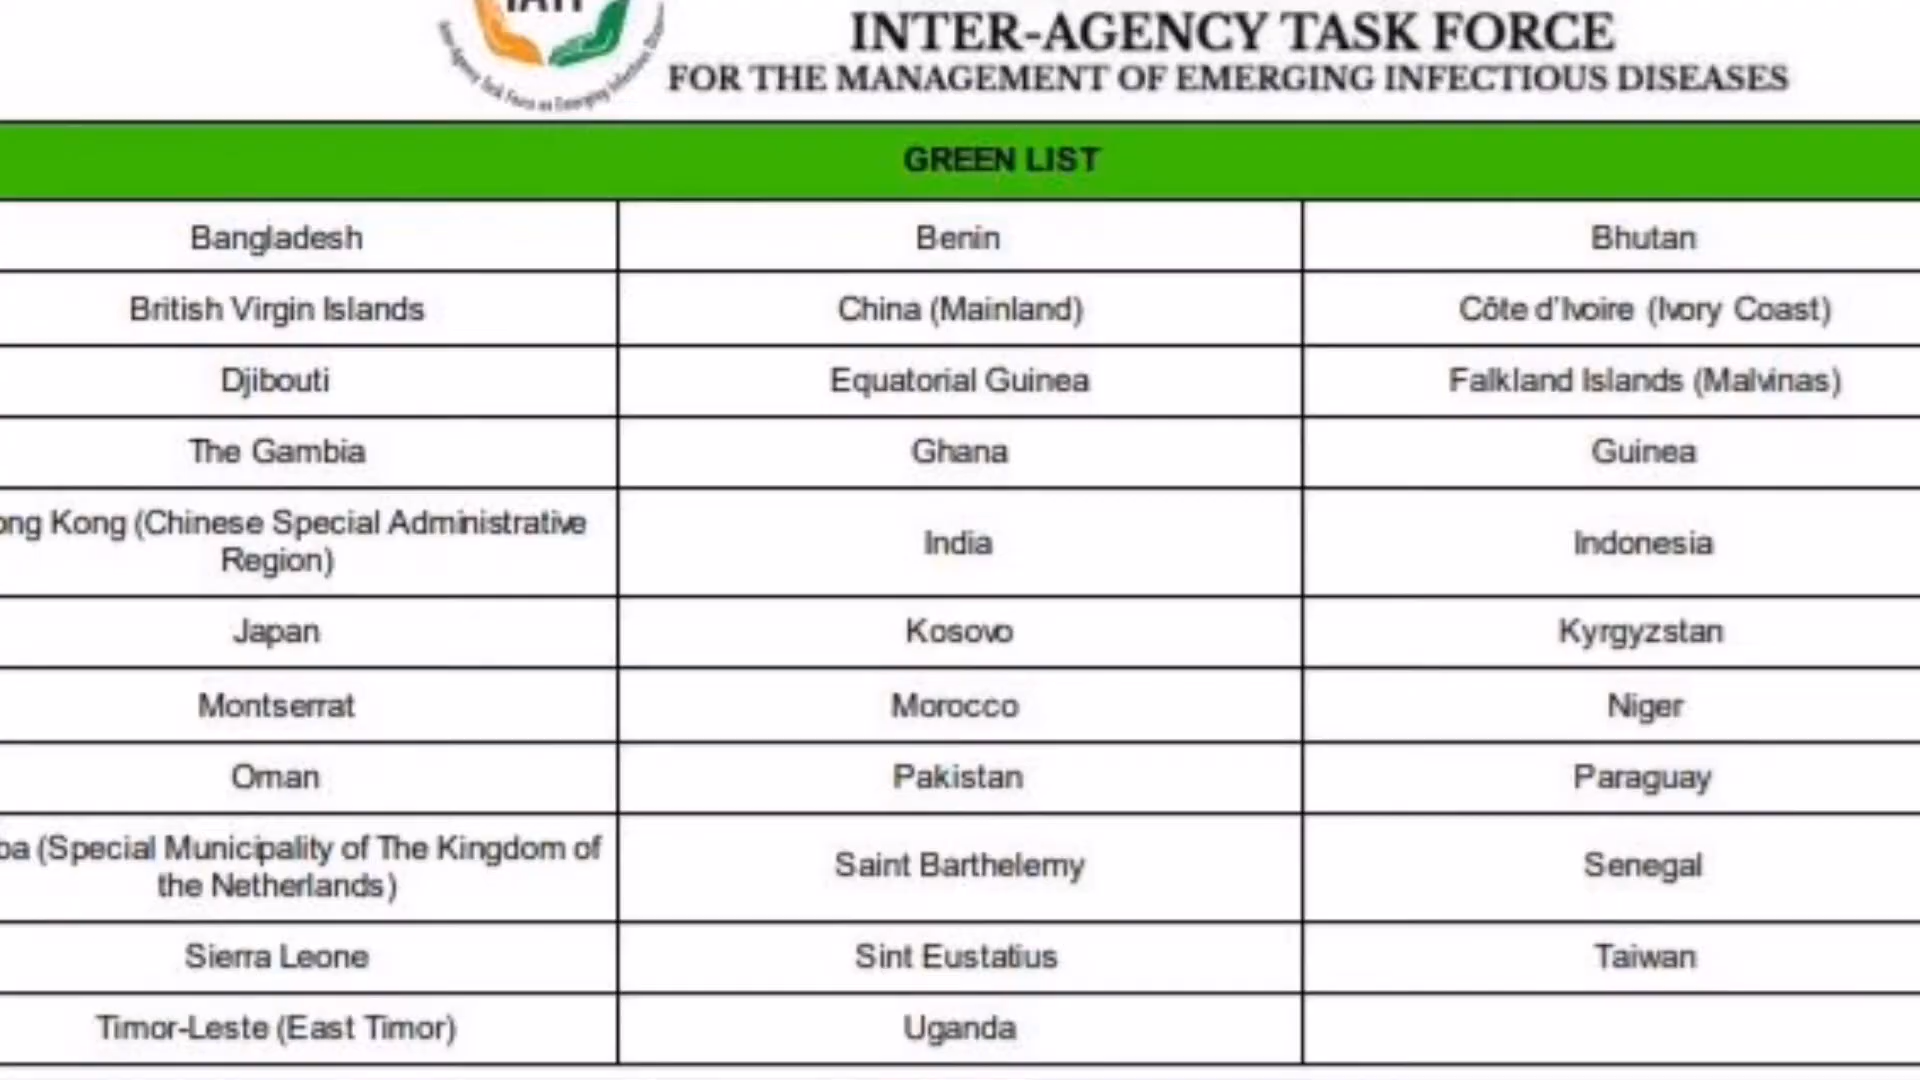 INTER-AGENCY TASK FORCE
FOR THE MANAGEMENT OF EMERGING INFECTIOUS DISEASES
GREEN LIST
Bangladesh Benin Bhutan
British Virgin Islands China (Mainland) Côte d'Ivoire (Ivory Coast)
Djibouti Equatorial Guinea Falkland Islands (Malvinas)
The Gambia Ghana Guinea
ong Kong (Chinese Special Administrative
Region) India Indonesia
Japan Kosovo Kyrgyzstan
Montserrat Morocco Niger
Oman Pakistan Paraguay
ba (Special Municipality of The Kingdom of
the Netherlands) Saint Barthelemy Senegal
Sierra Leone Sint Eustatius Taiwan
Timor-Leste (East Timor) Uganda